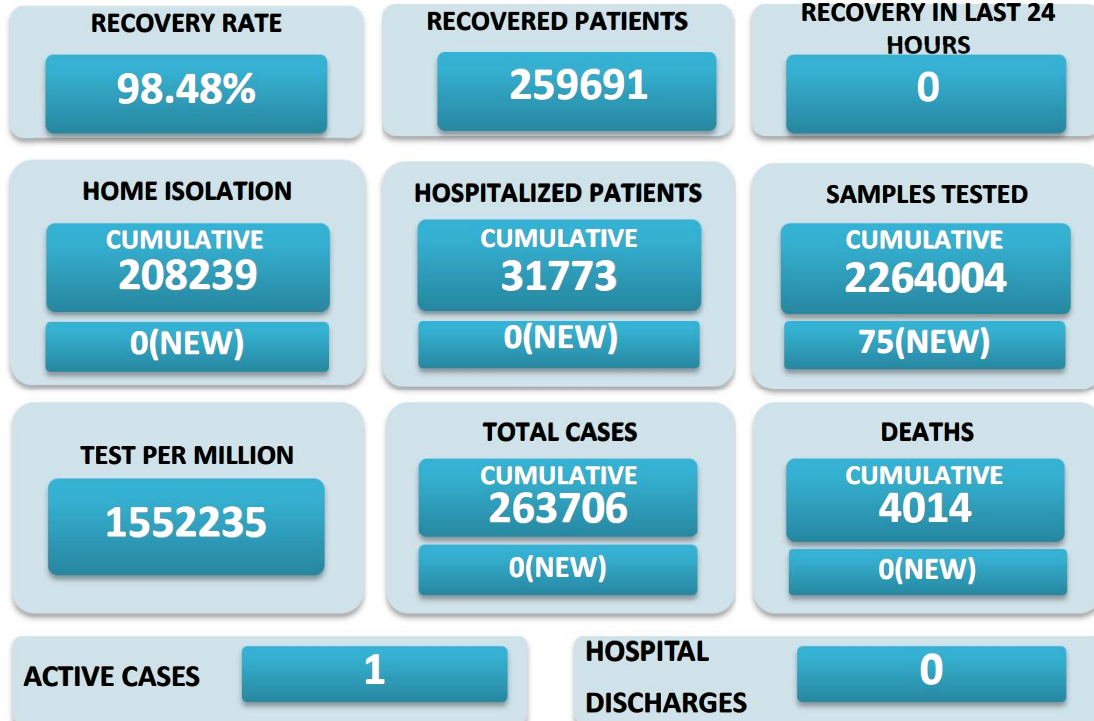 RECOVERY RATE
98.48%
RECOVERED PATIENTS
259691
RECOVERY IN LAST 24
HOURS
0
HOME ISOLATION
CUMULATIVE
208239
0(NEW)
HOSPITALIZED PATIENTS
CUMULATIVE
31773
0(NEW)
SAMPLES TESTED
CUMULATIVE
2264004
75(NEW)
TEST PER MILLION
1552235
TOTAL CASES
CUMULATIVE
263706
0(NEW)
DEATHS
CUMULATIVE
4014
0(NEW)
ACTIVE CASES
1
HOSPITAL
DISCHARGES
0